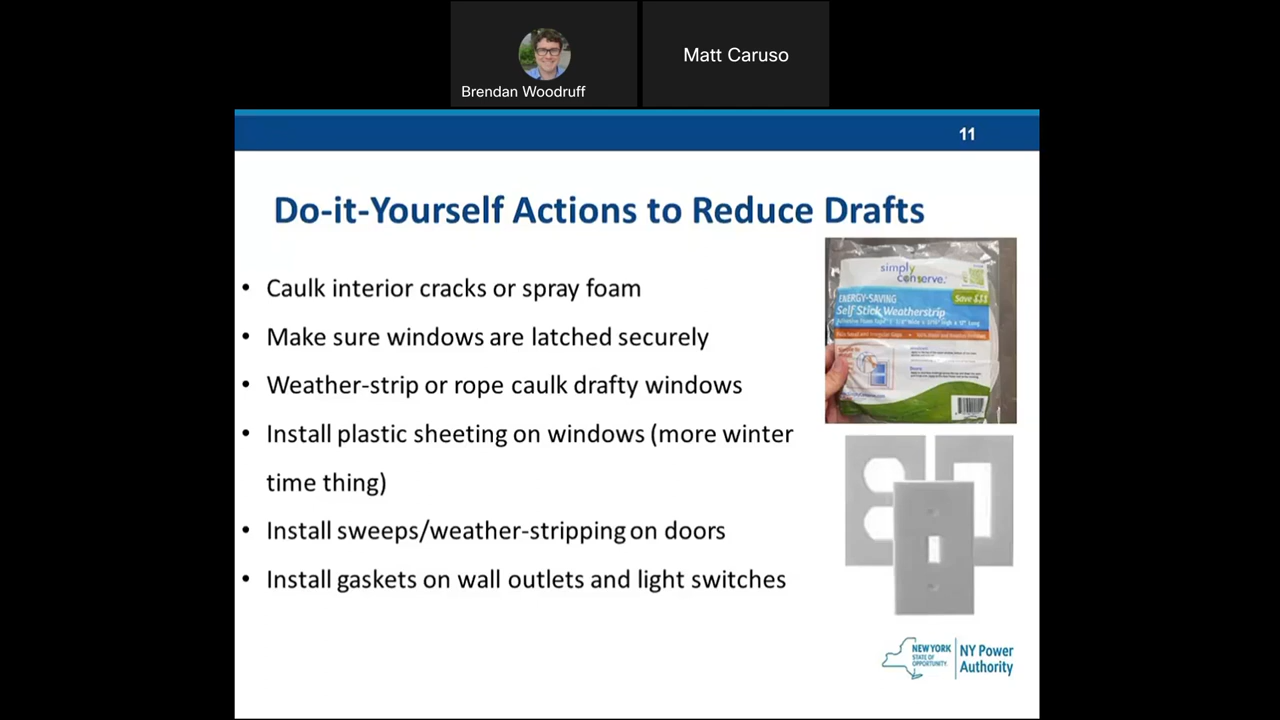 Matt Caruso
Brendan Woodruff
11
Do-it-Yourself Actions to Reduce Drafts
• Caulk interior cracks or spray foam
• Make sure windows are latched securely
• Weather-strip or rope caulk drafty windows
• Install plastic sheeting on windows (more winter
time thing)
• Install sweeps/weather-stripping on doors
• Install gaskets on wall outlets and light switches
simply
conserve
ENERGY-SAVING
Save $$$
Self Stick Weatherstrip
NEW YORK
STATE OF
OPPORTUNITY.
NY Power
Authority